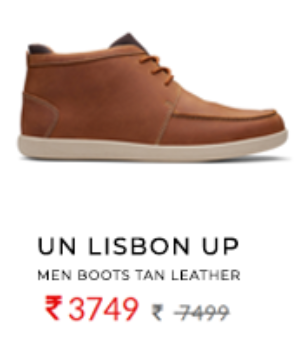 UN LISBON UP
MEN BOOTS TAN LEATHER
₹ 3749 ₹ 7499